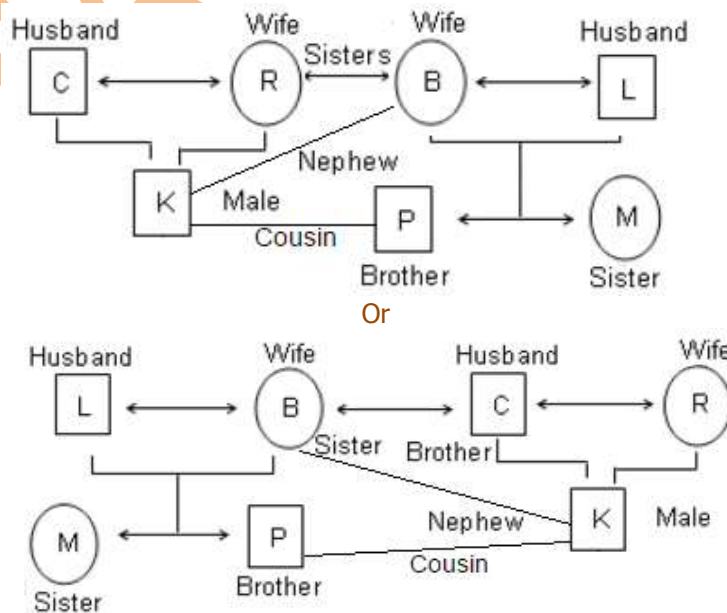 Husband Wife Wife Husband
C R Sisters B L
Nephew
K Male P M
Cousin
Brother Sister
Or
Husband Wife Husband Wife
L B C R
Sister Brother
M P Nephew K Male
Cousin
Sister Brother